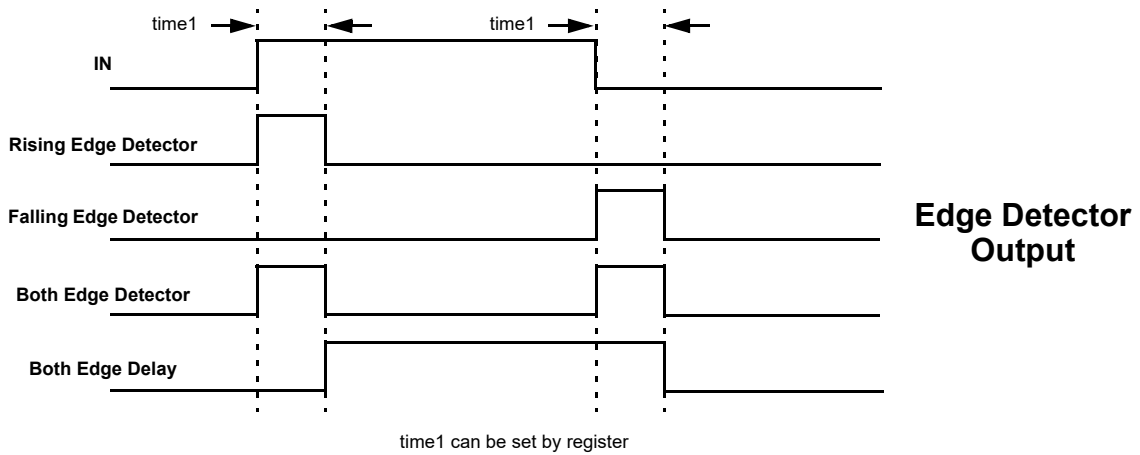 time1
time1
IN
Rising Edge Detector
Falling Edge Detector
Edge Detector
Output
Both Edge Detector
Both Edge Delay
time1 can be set by register